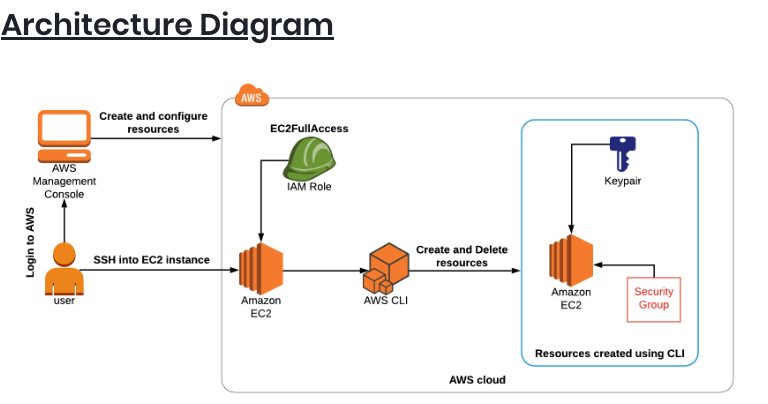 Architecture Diagram
AWS
Create and configure
resources
EC2FullAccess
IAM Role
AWS
Management
Console
Keypair
Login to AWS
SSH into EC2 instance
user
Amazon
EC2
AWS CLI
Create and Delete
resources
Amazon
EC2
Security
Group
Resources created using CLI
AWS cloud